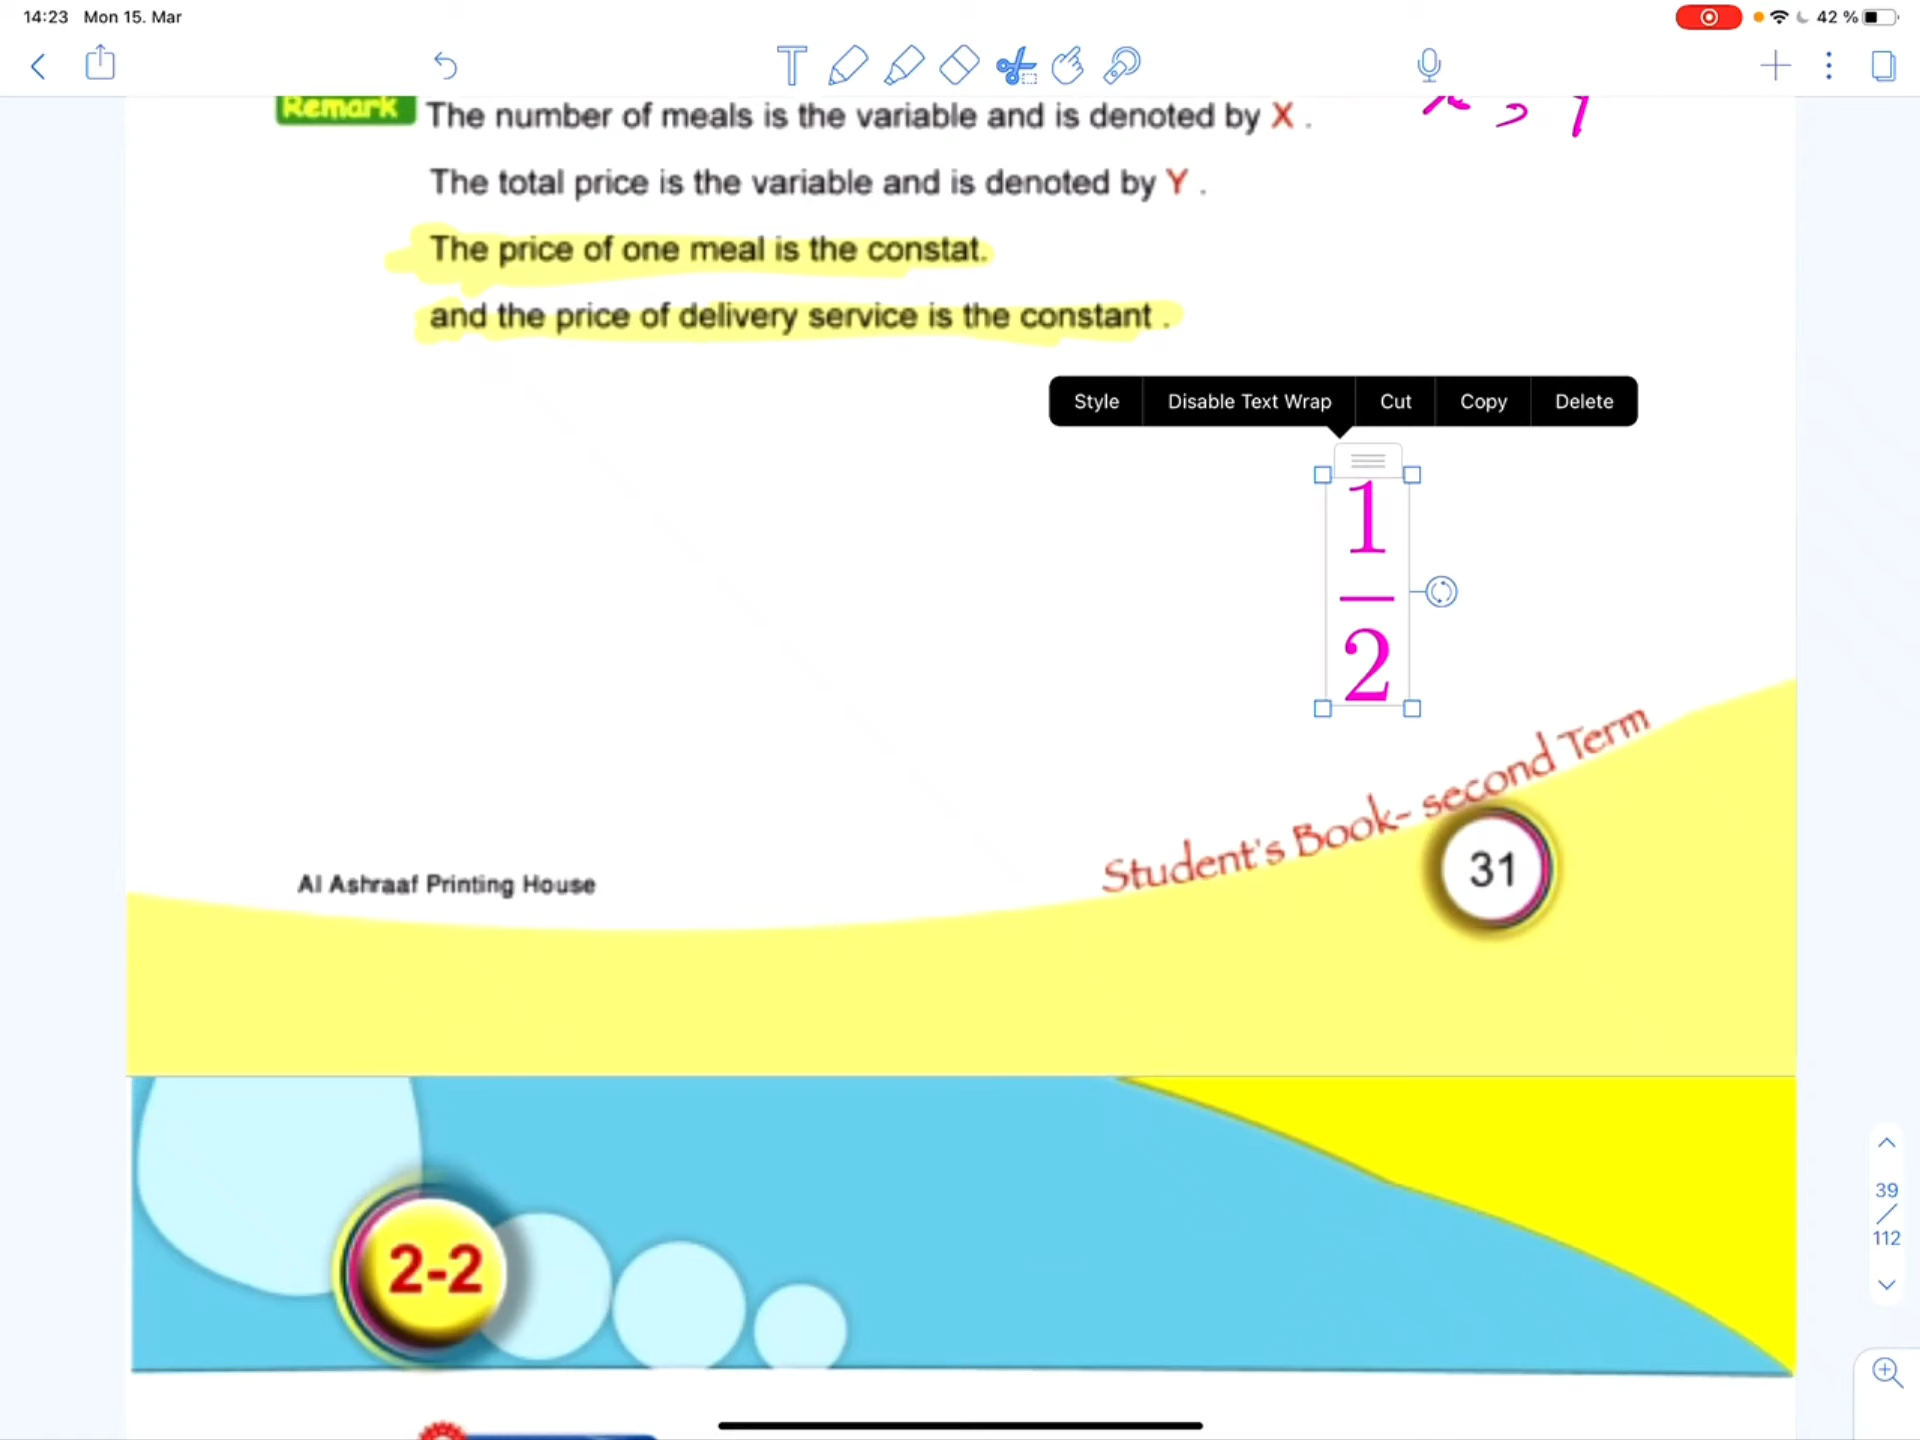 14:23 Mon 15. Mar
42 %
Remark The number of meals is the variable and is denoted by X .
The total price is the variable and is denoted by Y .
The price of one meal is the constat.
and the price of delivery service is the constant .
Style Disable Text Wrap Cut Copy Delete
1
2
Student's Book- second Term
31
Al Ashraaf Printing House
39
/
112
2-2